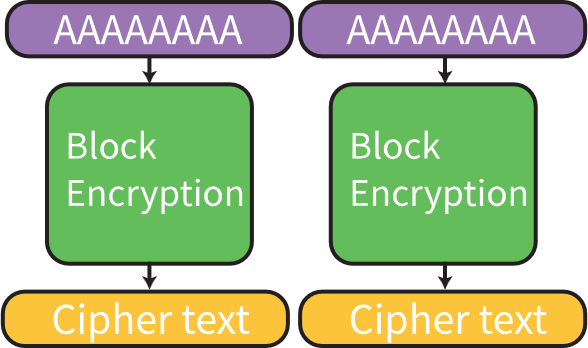 AAAAAAAA
AAAAAAAA
Block
Encryption
Block
Encryption
Cipher text
Cipher text